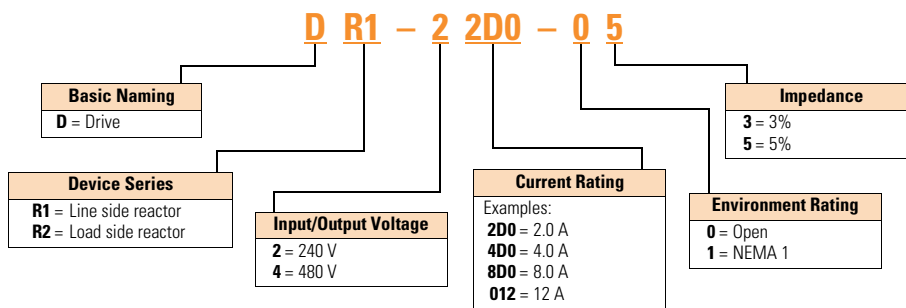 D R1 – 2 2D0 – 0 5
Basic Naming
D = Drive
Device Series
R1 = Line side reactor
R2 = Load side reactor
Input/Output Voltage
2 = 240 V
4 = 480 V
Current Rating
Examples:
2D0 = 2.0 A
4D0 = 4.0 A
8D0 = 8.0 A
012 = 12 A
Environment Rating
0 = Open
1 = NEMA 1
Impedance
3 = 3%
5 = 5%